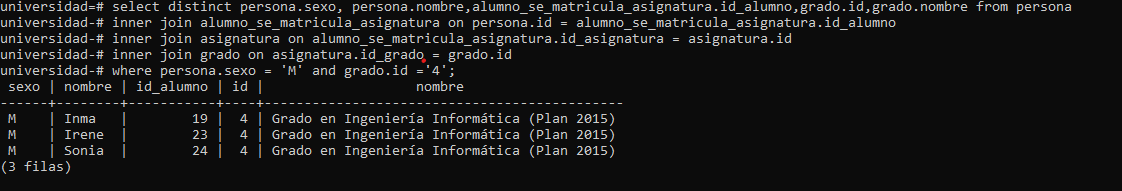 universidad=# select distinct persona.sexo, persona.nombre,alumno_se_matricula_asignatura.id_alumno,grado.id,grado.nombre from persona
universidad-# inner join alumno_se_matricula_asignatura on persona.id = alumno_se_matricula_asignatura.id_alumno
universidad-# inner join asignatura on alumno_se_matricula_asignatura.id_asignatura = asignatura.id
universidad-# inner join grado on asignatura.id_grado = grado.id
universidad-# where persona.sexo = 'M' and grado.id ='4';
 sexo | nombre | id_alumno | id |                   nombre
------+--------+-----------+----+---------------------------------------------
 M    | Inma   |        19 |  4 | Grado en Ingeniería Informática (Plan 2015)
 M    | Irene  |        23 |  4 | Grado en Ingeniería Informática (Plan 2015)
 M    | Sonia  |        24 |  4 | Grado en Ingeniería Informática (Plan 2015)
(3 filas)